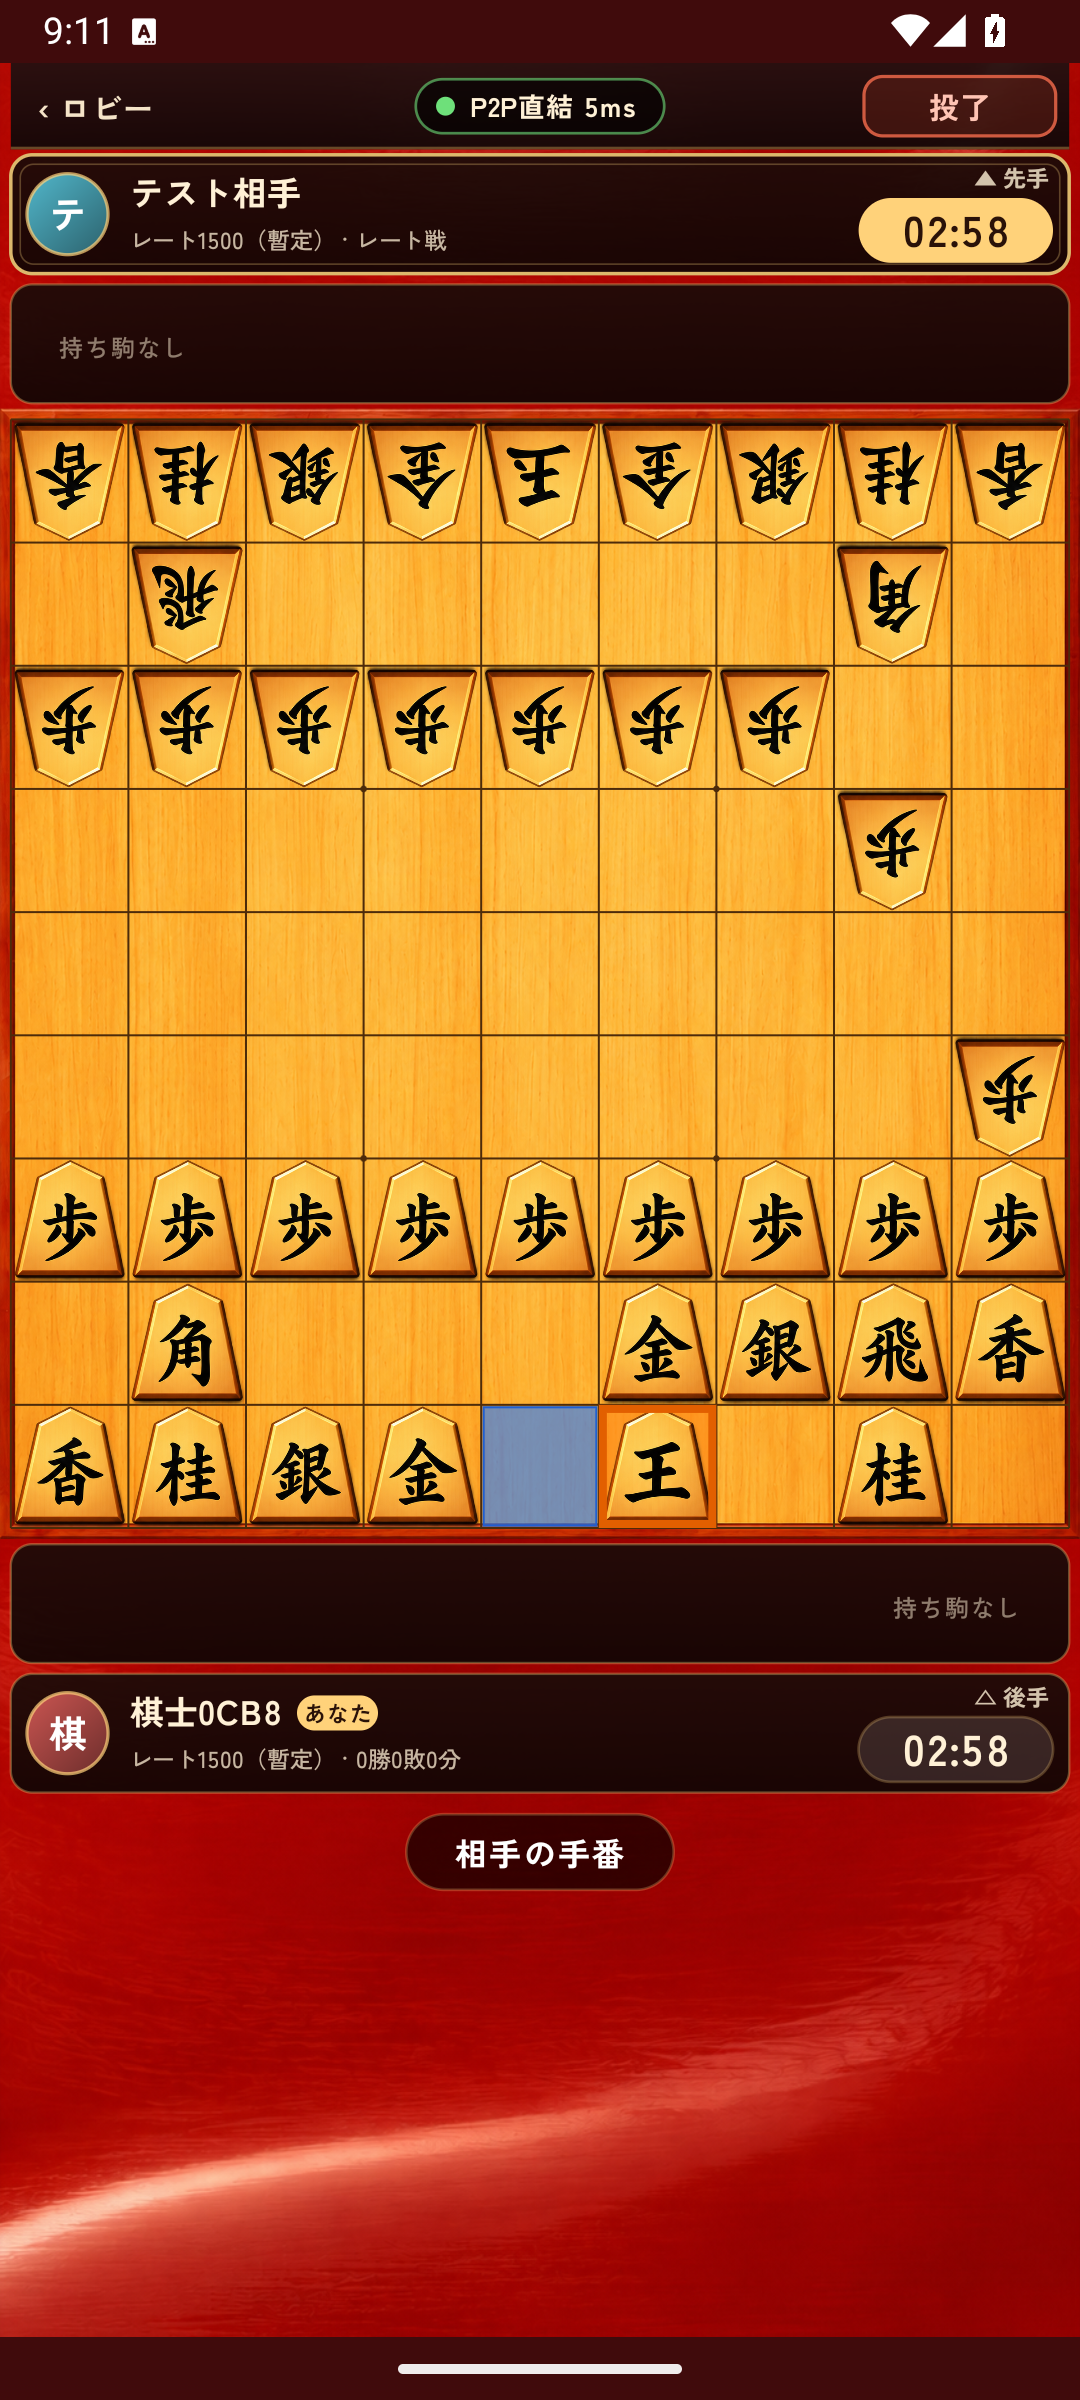 9:11 A
‹ ロビー
P2P直結 5ms
投了
テ
テスト相手
レート1500（暫定）· レート戦
▲ 先手
02:58
持ち駒なし
香 桂 銀 金 玉 金 銀 桂 香
飛 角
歩 歩 歩 歩 歩 歩 歩
歩
歩
歩 歩 歩 歩 歩 歩 歩 歩 歩
角 金 銀 飛 香
香 桂 銀 金 王 桂
持ち駒なし
棋
棋士0CB8 あなた
レート1500（暫定）· 0勝0敗0分
△ 後手
02:58
相手の手番